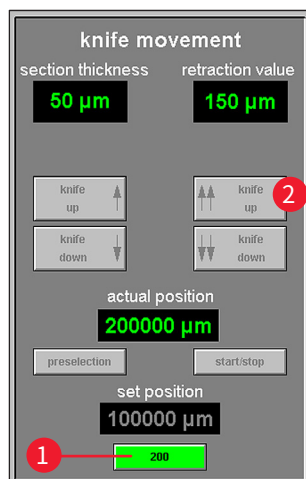 knife movement
section thickness retraction value
50 µm 150 µm
knife up knife up 2
knife down knife down
actual position
200000 µm
preselection start/stop
set position
100000 µm
1 200